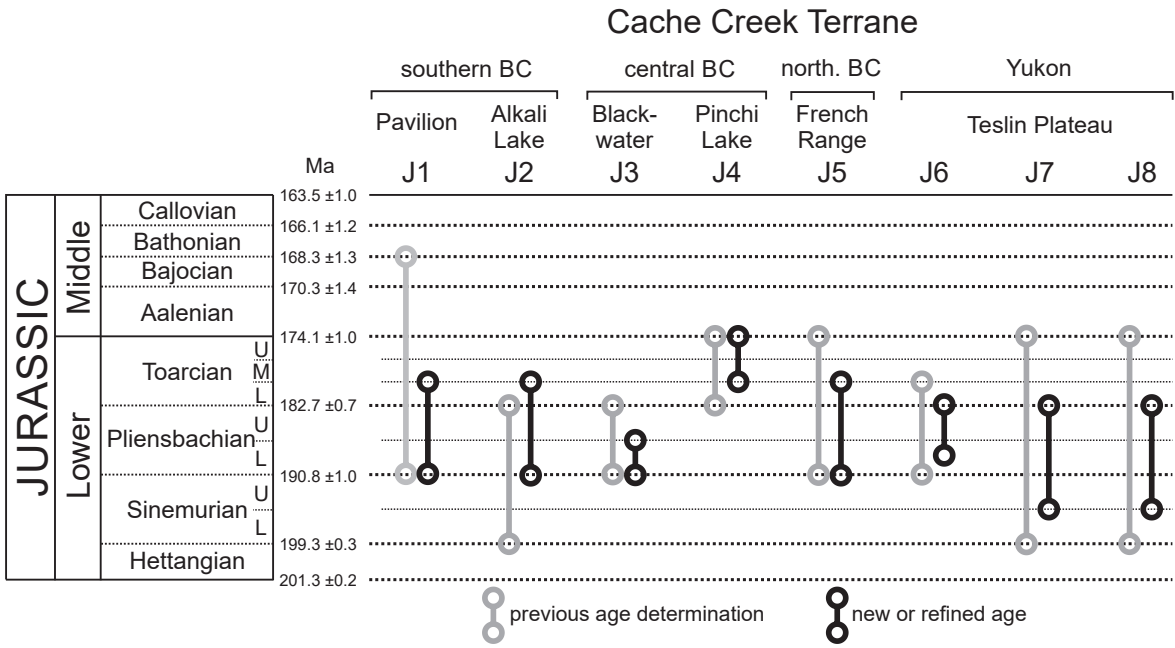 Cache Creek Terrane
southern BC central BC north. BC Yukon
Pavilion Alkali Lake Black-water Pinchi Lake French Range Teslin Plateau
Ma J1 J2 J3 J4 J5 J6 J7 J8
163.5 ±1.0
Callovian
166.1 ±1.2
Bathonian
168.3 ±1.3
Bajocian
170.3 ±1.4
Aalenian
174.1 ±1.0
Toarcian U M L
182.7 ±0.7
Pliensbachian U L
190.8 ±1.0
Sinemurian U L
199.3 ±0.3
Hettangian
201.3 ±0.2
JURASSIC
Middle
Lower
previous age determination
new or refined age